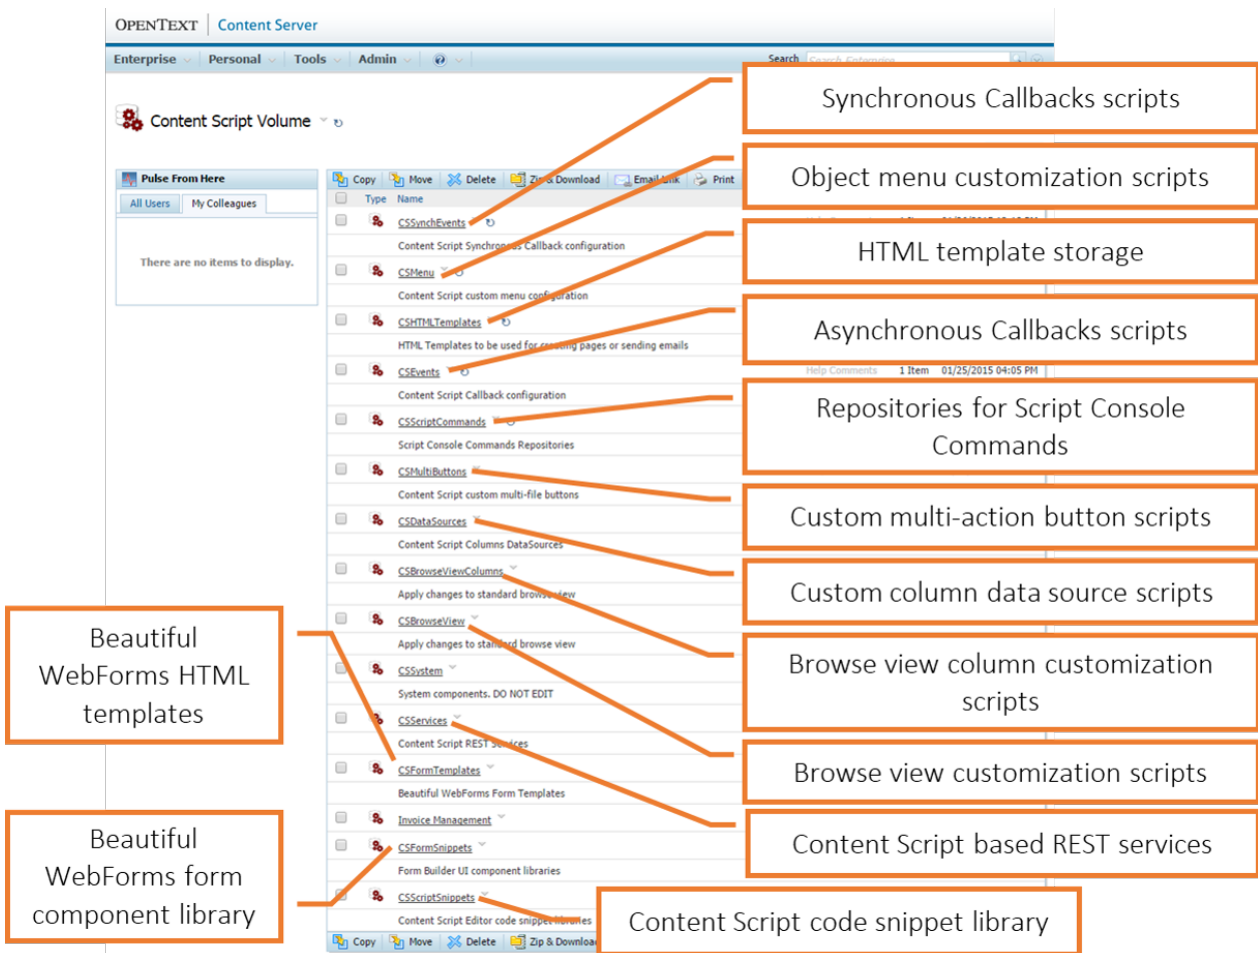 OPENTEXT | Content Server
Enterprise Personal Tools Admin
Search Search Enterprise
Content Script Volume
Pulse From Here
All Users My Colleagues
There are no items to display.
Copy Move Delete Zip & Download Email Link Print
Type Name
CSSynchEvents
Content Script Synchronous Callback configuration
CSMenu
Content Script custom menu configuration
CSHTMLTemplates
HTML Templates to be used for creating pages or sending emails
CSEvents
Help Comments 1 Item 01/25/2015 04:05 PM
Content Script Callback configuration
CSScriptCommands
Script Console Commands Repositories
CSMultiButtons
Content Script custom multi-file buttons
CSDataSources
Content Script Columns DataSources
CSBrowseViewColumns
Apply changes to standard browse view
CSBrowseView
Apply changes to standard browse view
CSSystem
System components. DO NOT EDIT
CSServices
Content Script REST Services
CSFormTemplates
Beautiful WebForms Form Templates
Invoice Management
CSFormSnippets
Form Builder UI component libraries
CSScriptSnippets
Content Script Editor code snippet libraries
Copy Move Delete Zip & Download
Synchronous Callbacks scripts
Object menu customization scripts
HTML template storage
Asynchronous Callbacks scripts
Repositories for Script Console
Commands
Custom multi-action button scripts
Custom column data source scripts
Browse view column customization
scripts
Browse view customization scripts
Content Script based REST services
Content Script code snippet library
Beautiful
WebForms HTML
templates
Beautiful
WebForms form
component library